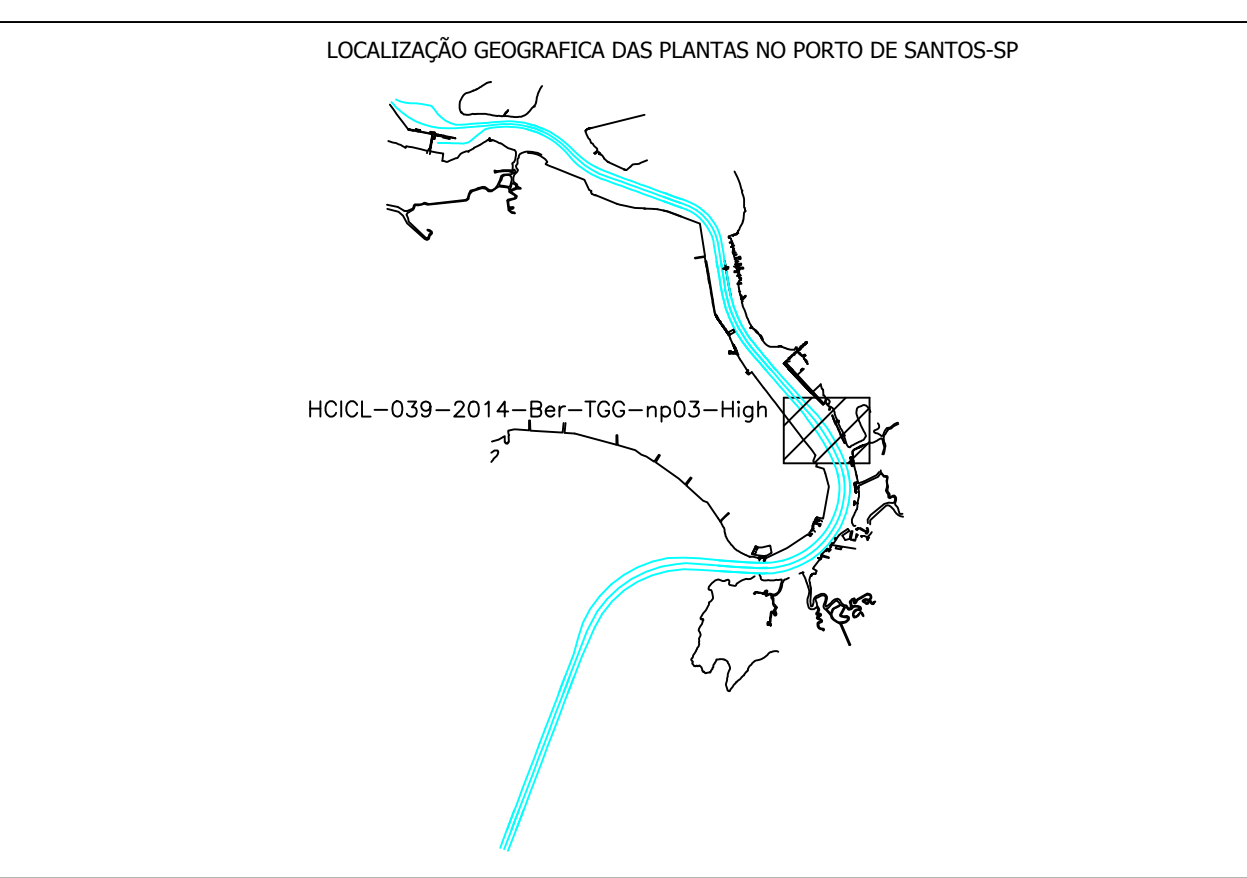 LOCALIZAÇÃO GEOGRAFICA DAS PLANTAS NO PORTO DE SANTOS-SP
HCICL-039-2014-Ber-TGG-np03-High